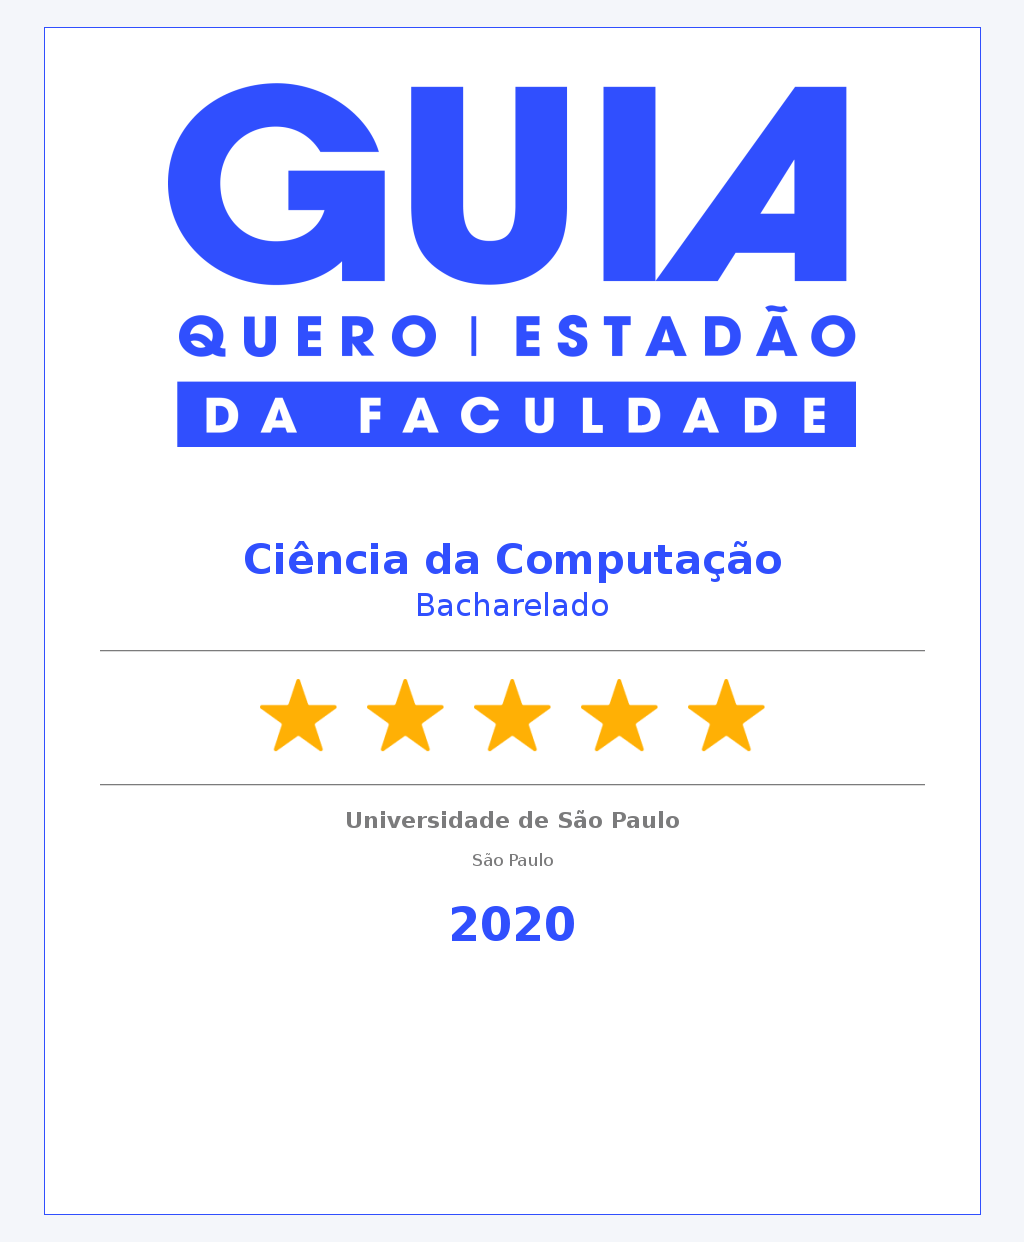 GUIA
QUERO | ESTADÃO
DA FACULDADE
Ciência da Computação
Bacharelado
Universidade de São Paulo
São Paulo
2020